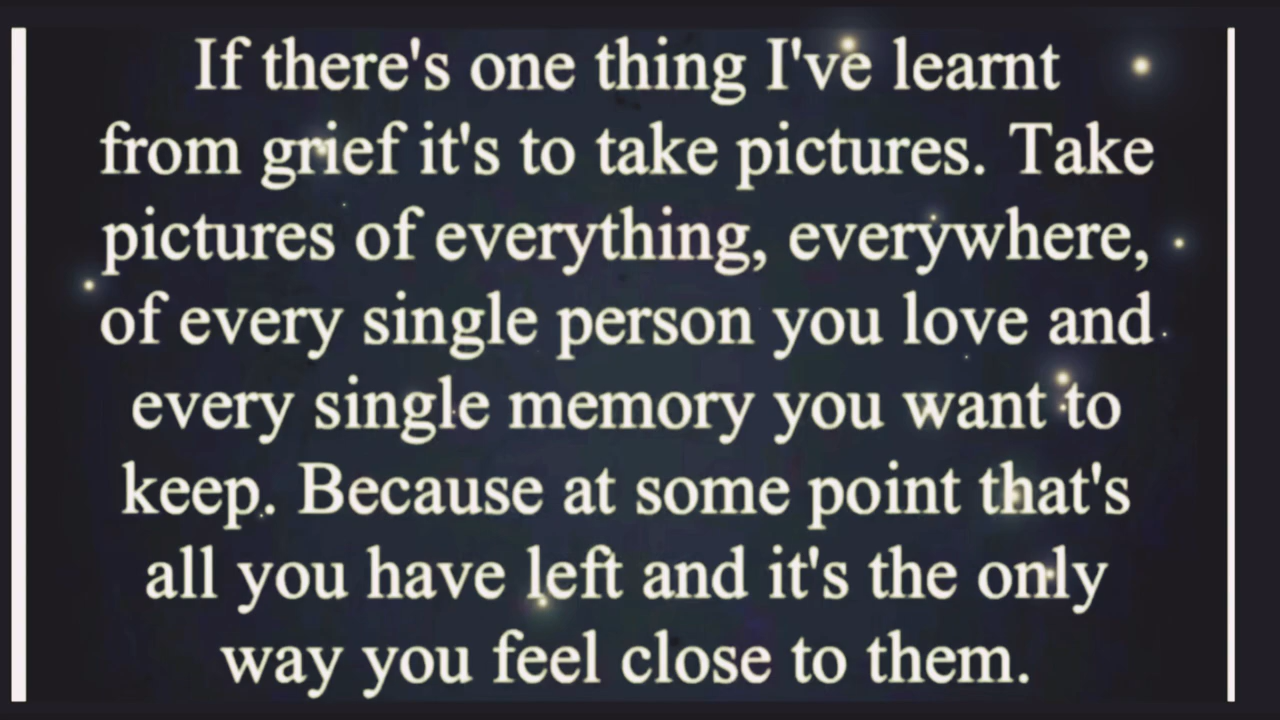 If there's one thing I've learnt
from grief it's to take pictures. Take
pictures of everything, everywhere,
of every single person you love and
every single memory you want to
keep. Because at some point that's
all you have left and it's the only
way you feel close to them.